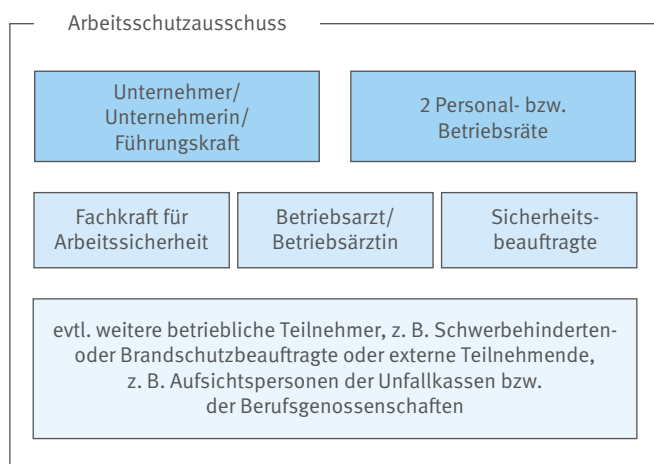 Arbeitsschutzausschuss
Unternehmer/
Unternehmerin/
Führungskraft
2 Personal- bzw.
Betriebsräte
Fachkraft für
Arbeitssicherheit
Betriebsarzt/
Betriebsärztin
Sicherheits-
beauftragte
evtl. weitere betriebliche Teilnehmer, z. B. Schwerbehinderten-
oder Brandschutzbeauftragte oder externe Teilnehmende,
z. B. Aufsichtspersonen der Unfallkassen bzw.
der Berufsgenossenschaften